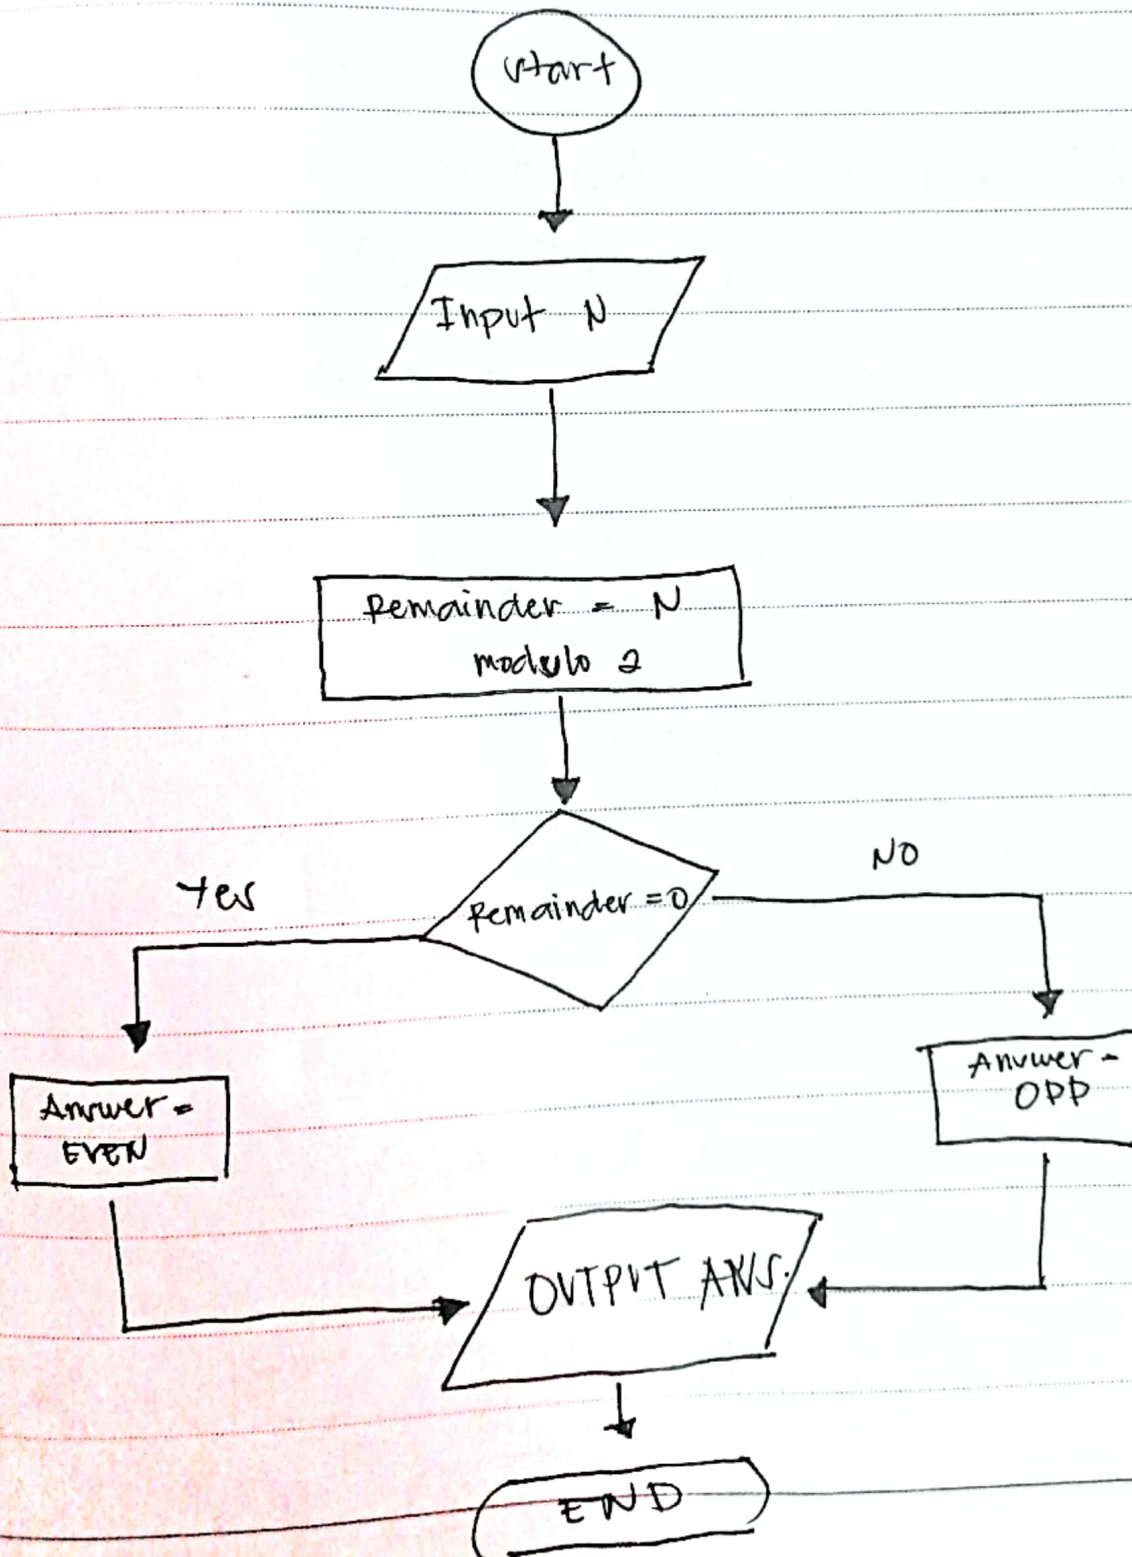 Start
Input N
Remainder = N
modulo 2
Remainder = 0
Yes
NO
Answer =
EVEN
Answer -
ODD
OUTPUT ANS.
END